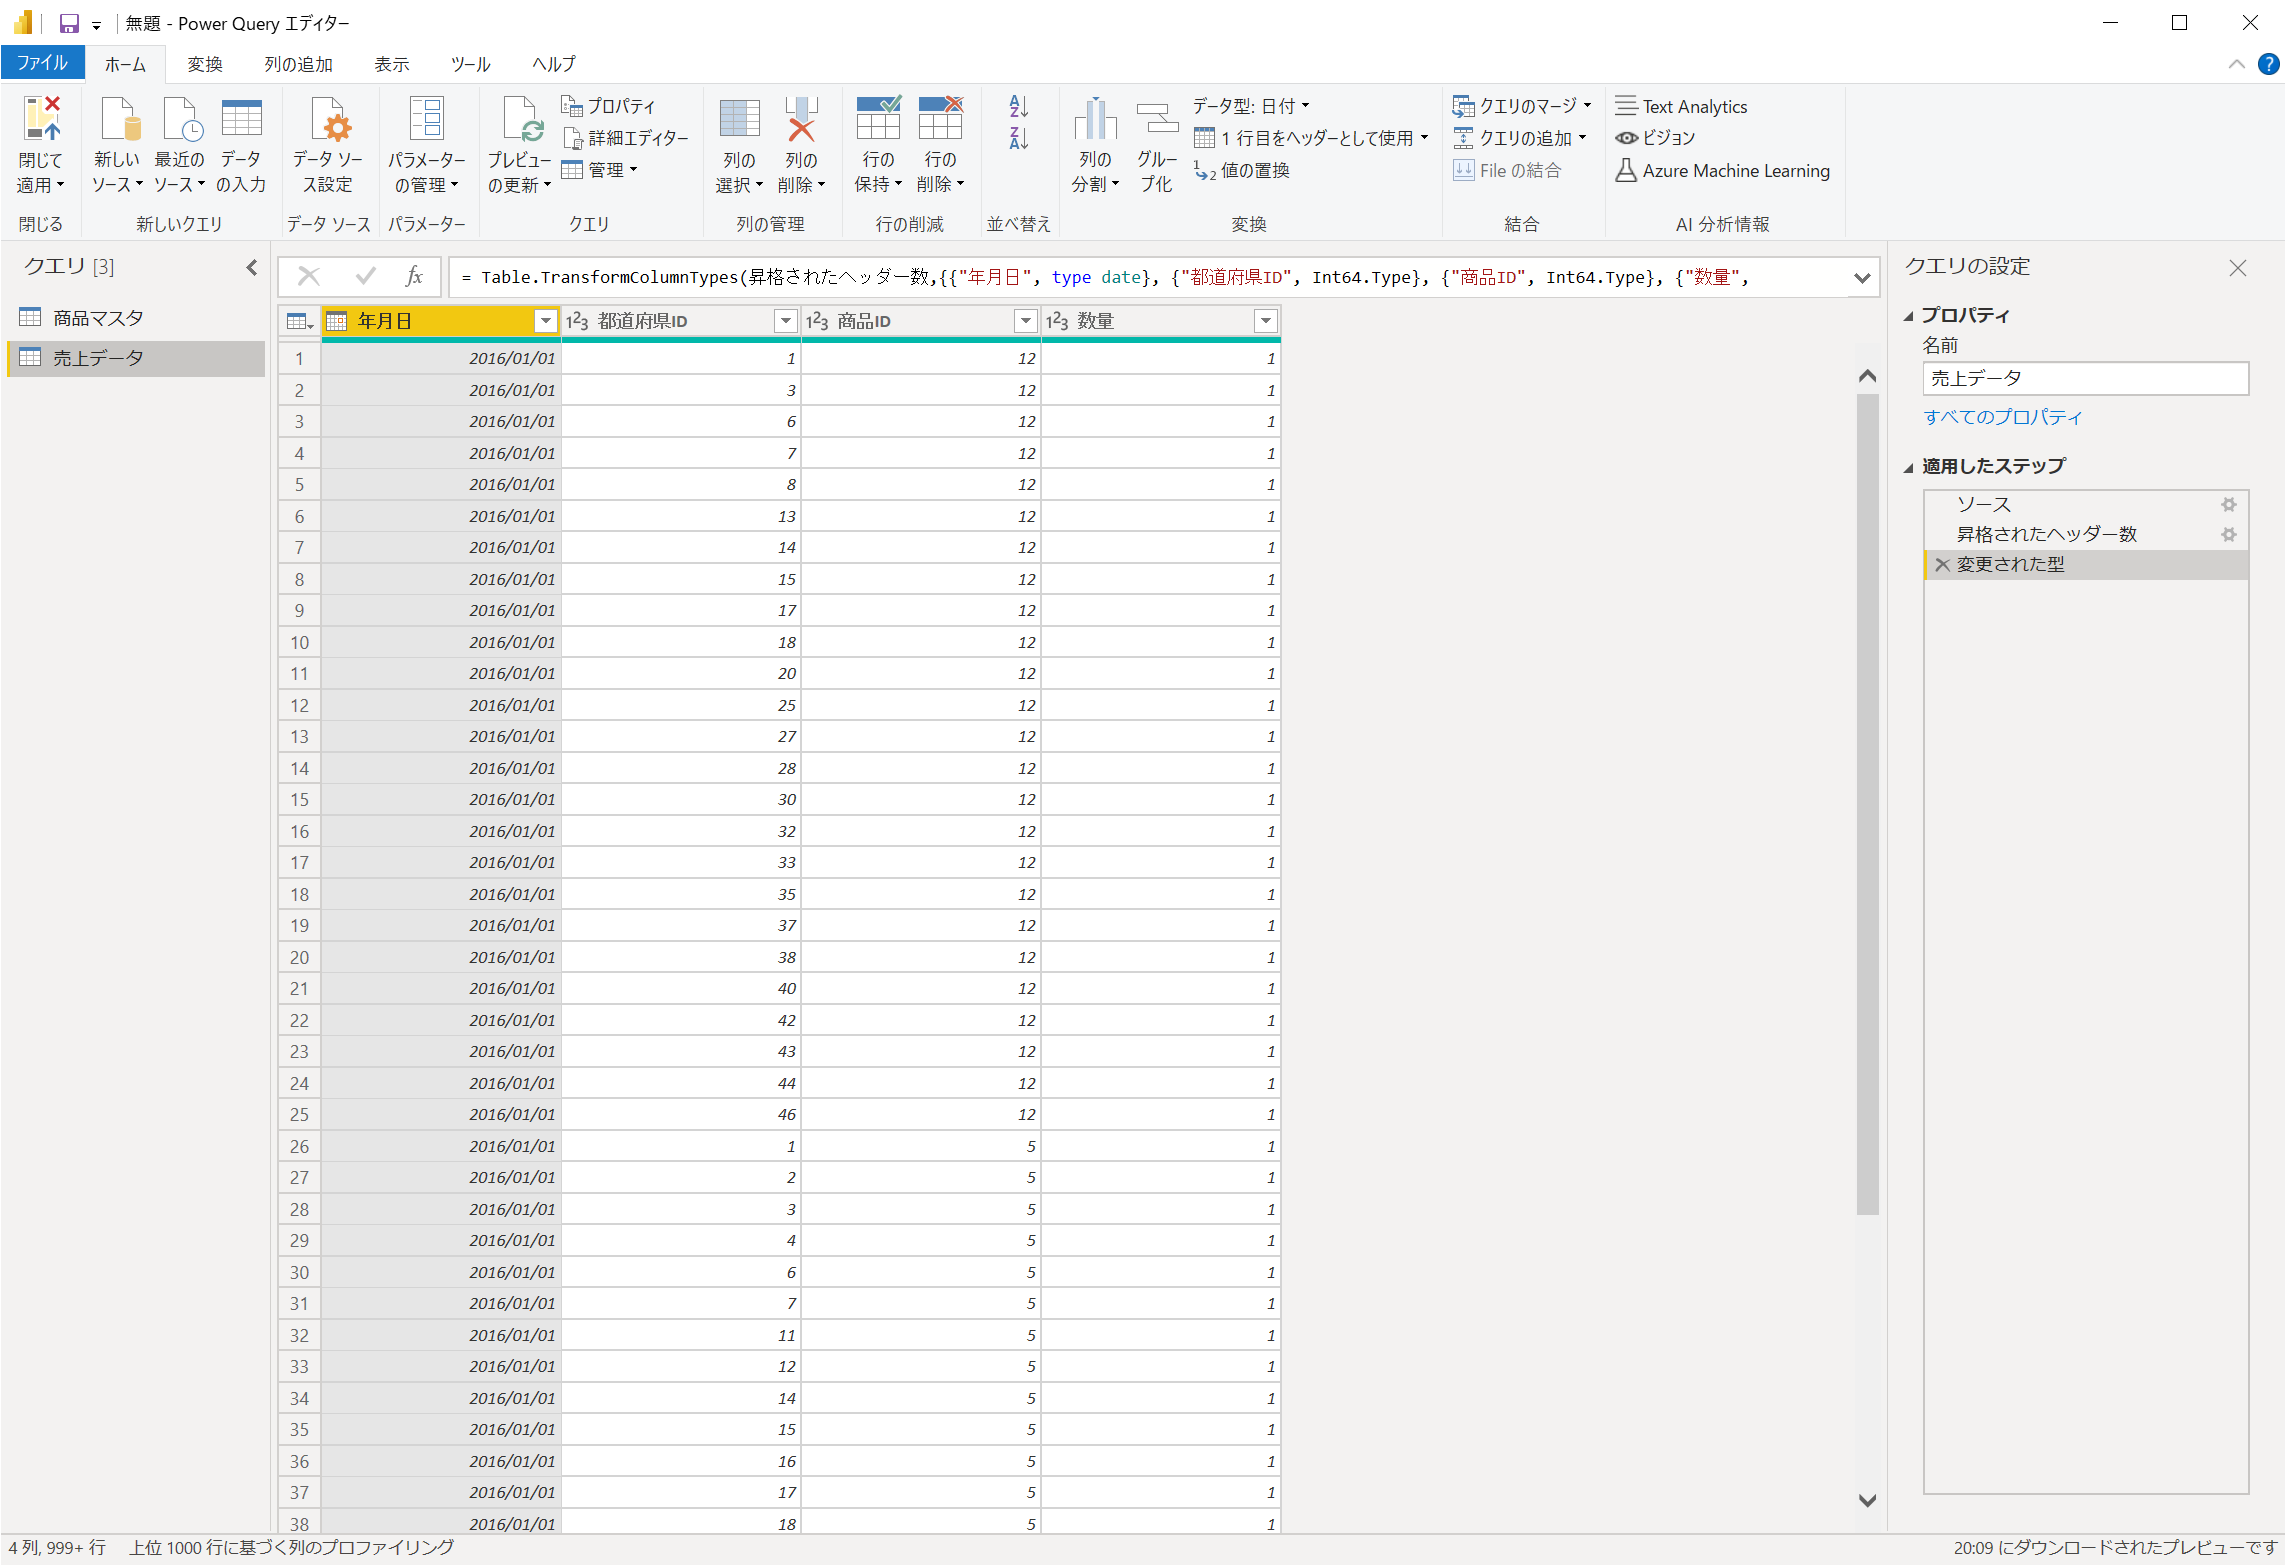 無題 - Power Query エディター
ファイル ホーム 変換 列の追加 表示 ツール ヘルプ
閉じて 適用
新しい ソース
最近の ソース
データ の入力
データ ソー ス設定
パラメーター の管理
プレビュー の更新
プロパティ
詳細エディター
管理
列の 選択
列の 削除
行の 保持
行の 削除
列の 分割
グルー プ化
データ型: 日付
1 行目をヘッダーとして使用
値の置換
クエリのマージ
クエリの追加
File の結合
Text Analytics
ビジョン
Azure Machine Learning
閉じる 新しいクエリ データ ソース パラメーター クエリ 列の管理 行の削減 並べ替え 変換 結合 AI 分析情報
クエリ [3]
商品マスタ
売上データ
fx = Table.TransformColumnTypes(昇格されたヘッダー数,{{"年月日", type date}, {"都道府県ID", Int64.Type}, {"商品ID", Int64.Type}, {"数量",
年月日 123 都道府県ID 123 商品ID 123 数量
1 2016/01/01 1 12 1
2 2016/01/01 3 12 1
3 2016/01/01 6 12 1
4 2016/01/01 7 12 1
5 2016/01/01 8 12 1
6 2016/01/01 13 12 1
7 2016/01/01 14 12 1
8 2016/01/01 15 12 1
9 2016/01/01 17 12 1
10 2016/01/01 18 12 1
11 2016/01/01 20 12 1
12 2016/01/01 25 12 1
13 2016/01/01 27 12 1
14 2016/01/01 28 12 1
15 2016/01/01 30 12 1
16 2016/01/01 32 12 1
17 2016/01/01 33 12 1
18 2016/01/01 35 12 1
19 2016/01/01 37 12 1
20 2016/01/01 38 12 1
21 2016/01/01 40 12 1
22 2016/01/01 42 12 1
23 2016/01/01 43 12 1
24 2016/01/01 44 12 1
25 2016/01/01 46 12 1
26 2016/01/01 1 5 1
27 2016/01/01 2 5 1
28 2016/01/01 3 5 1
29 2016/01/01 4 5 1
30 2016/01/01 6 5 1
31 2016/01/01 7 5 1
32 2016/01/01 11 5 1
33 2016/01/01 12 5 1
34 2016/01/01 14 5 1
35 2016/01/01 15 5 1
36 2016/01/01 16 5 1
37 2016/01/01 17 5 1
38 2016/01/01 18 5 1
クエリの設定
プロパティ
名前
売上データ
すべてのプロパティ
適用したステップ
ソース
昇格されたヘッダー数
変更された型
4 列, 999+ 行 上位 1000 行に基づく列のプロファイリング
20:09 にダウンロードされたプレビューです